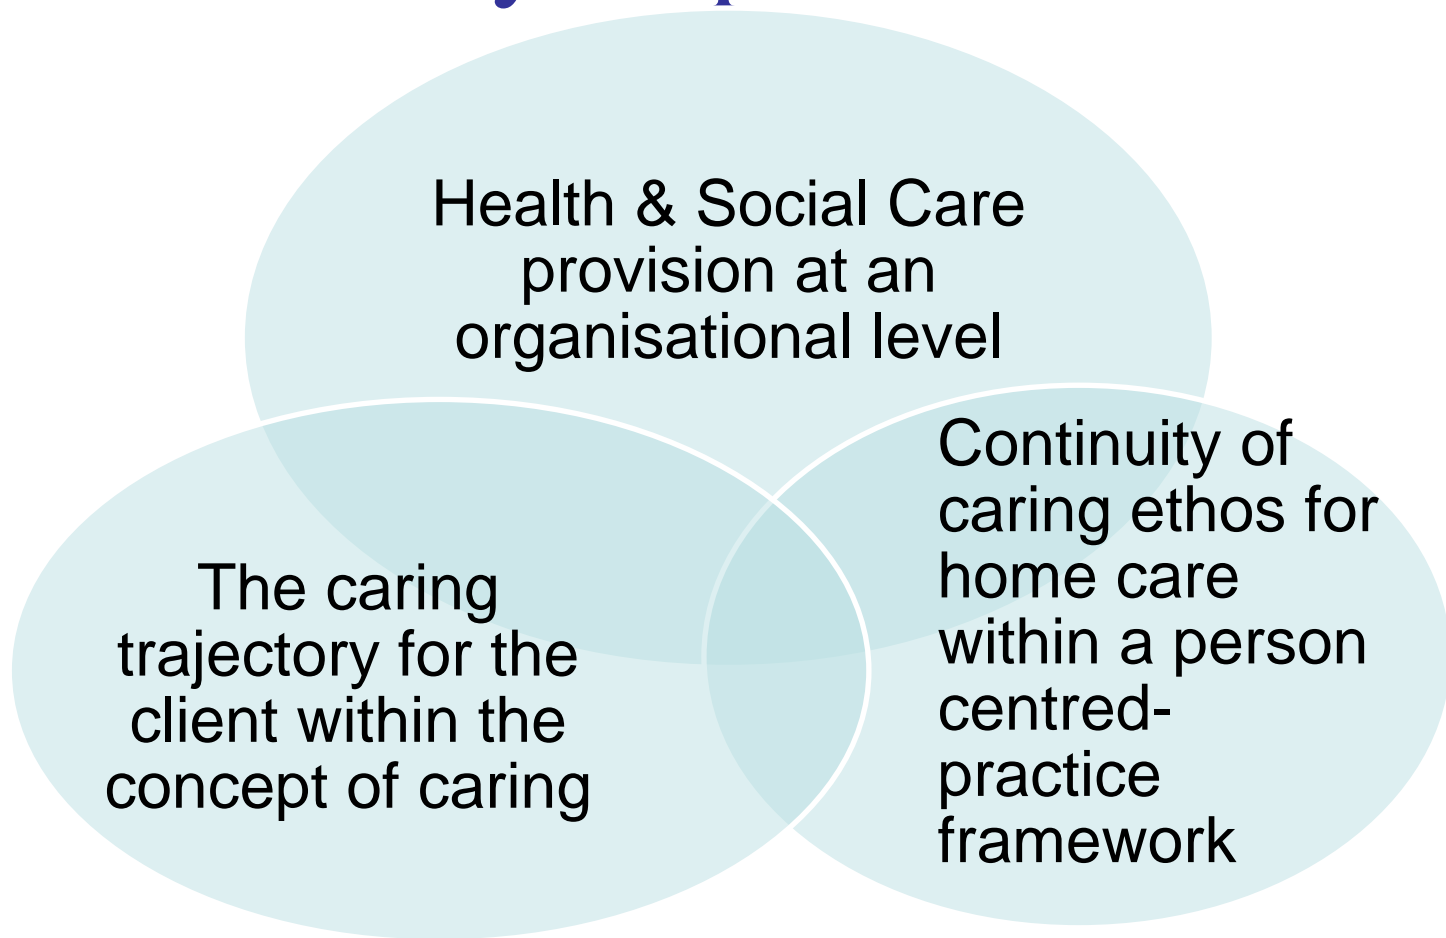 Health & Social Care
provision at an
organisational level
The caring
trajectory for the
client within the
concept of caring
Continuity of
caring ethos for
home care
within a person
centred-
practice
framework